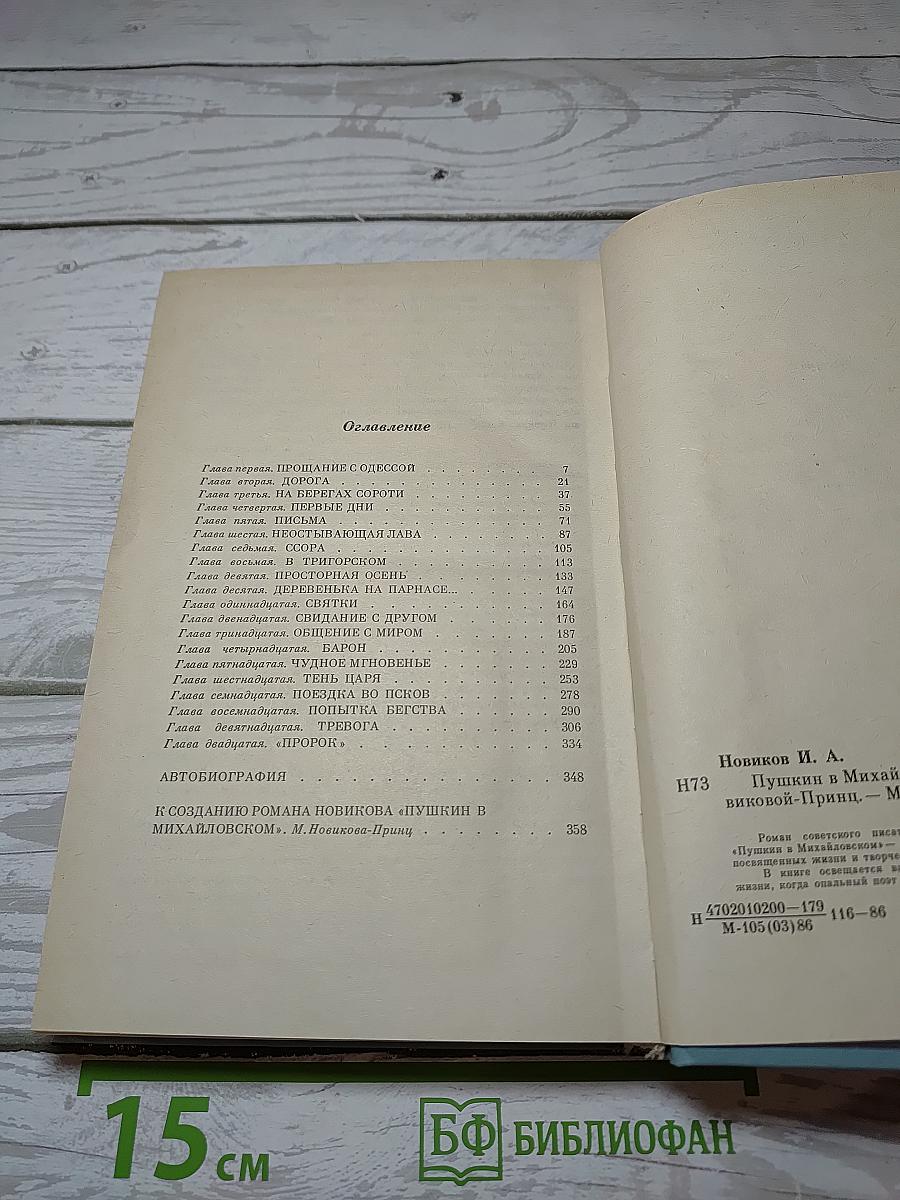 Оглавление
Глава первая. ПРОЩАНИЕ С ОДЕССОЙ . . . . . . . . 7
Глава вторая. ДОРОГА . . . . . . . . . . . . . . 21
Глава третья. НА БЕРЕГАХ СОРОТИ . . . . . . . . 37
Глава четвертая. ПЕРВЫЕ ДНИ . . . . . . . . . . 55
Глава пятая. ПИСЬМА . . . . . . . . . . . . . . 71
Глава шестая. НЕОСТЫВАЮЩАЯ ЛАВА . . . . . . . 87
Глава седьмая. ССОРА . . . . . . . . . . . . . 105
Глава восьмая. В ТРИГОРСКОМ . . . . . . . . . 113
Глава девятая. ПРОСТОРНАЯ ОСЕНЬ . . . . . . . 133
Глава десятая. ДЕРЕВЕНЬКА НА ПАРНАСЕ... . . . . 147
Глава одиннадцатая. СВЯТКИ . . . . . . . . . . 164
Глава двенадцатая. СВИДАНИЕ С ДРУГОМ . . . . . 176
Глава тринадцатая. ОБЩЕНИЕ С МИРОМ . . . . . . 187
Глава четырнадцатая. БАРОН . . . . . . . . . . 205
Глава пятнадцатая. ЧУДНОЕ МГНОВЕНЬЕ . . . . . . 229
Глава шестнадцатая. ТЕНЬ ЦАРЯ . . . . . . . . 253
Глава семнадцатая. ПОЕЗДКА ВО ПСКОВ . . . . . . 278
Глава восемнадцатая. ПОПЫТКА БЕГСТВА . . . . . 290
Глава девятнадцатая. ТРЕВОГА . . . . . . . . . 306
Глава двадцатая. «ПРОРОК» . . . . . . . . . . 334
АВТОБИОГРАФИЯ . . . . . . . . . . . . . . . 348
К СОЗДАНИЮ РОМАНА НОВИКОВА «ПУШКИН В
МИХАЙЛОВСКОМ». М. Новикова-Принц . . . . . . . . 358
Новиков И. А.
Н73 Пушкин в Михай
виковой-Принц.— М
Роман советского писат
«Пушкин в Михайловском»—
посвященных жизни и творче
В книге освещается
жизни, когда опальный поэт
Н 4702010200—179 116—86
М-105(03)86
15 см
БФ БИБЛИОФАН